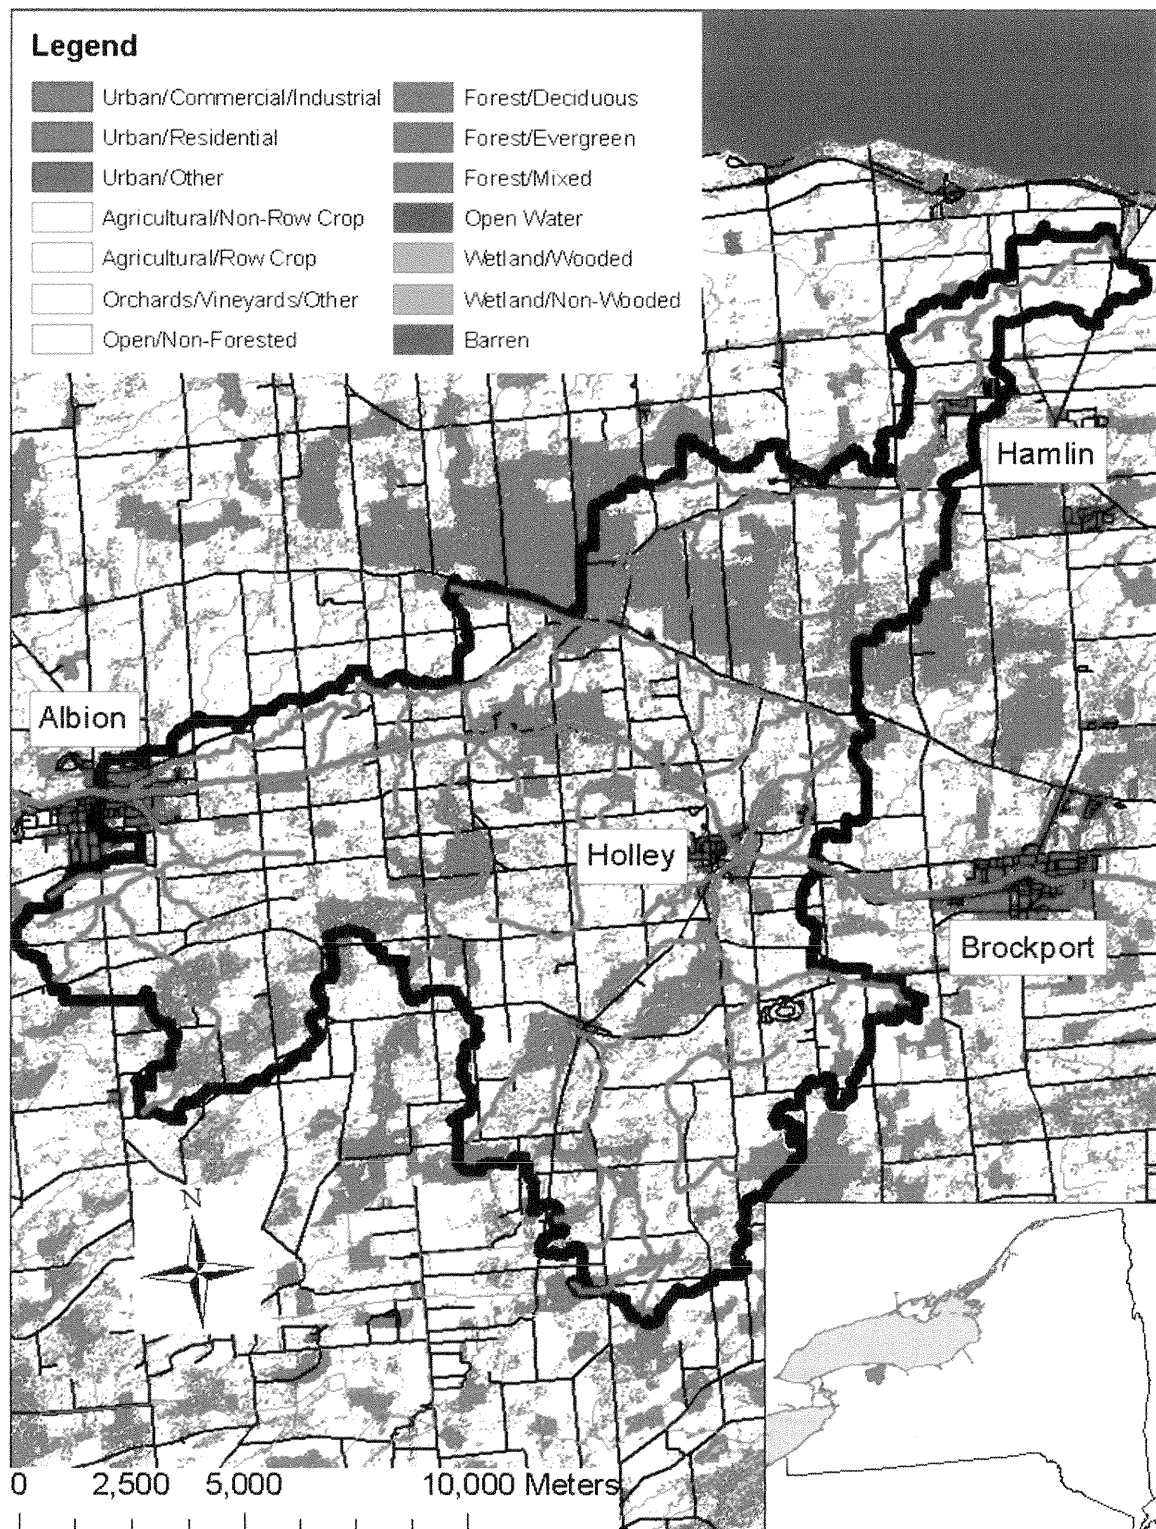 Legend
Urban/Commercial/Industrial
Urban/Residential
Urban/Other
Agricultural/Non-Row Crop
Agricultural/Row Crop
Orchards/Vineyards/Other
Open/Non-Forested
Forest/Deciduous
Forest/Evergreen
Forest/Mixed
Open Water
Wetland/Wooded
Wetland/Non-Wooded
Barren
Hamlin
Albion
Holley
Brockport
N
0 2,500 5,000 10,000 Meters